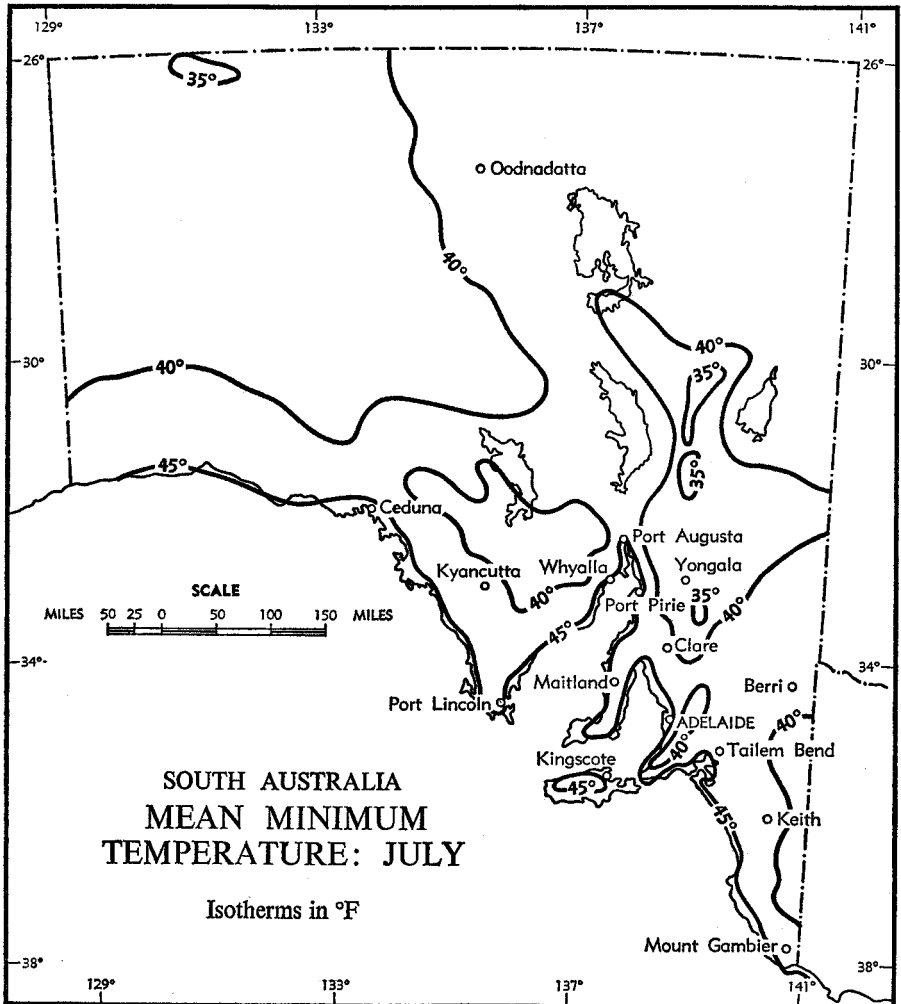 129° 133° 137° 141°
26° 26°
35°
Oodnadatta
40°
30° 30°
40°
40°
35°
35°
45°
Ceduna
Port Augusta
Kyancutta
Whyalla
Yongala
SCALE
MILES 50 25 0 50 100 150 MILES
40°
Port Pirie
35°
40°
45°
Clare
34° 34°
Maitland
Berri
Port Lincoln
40°
ADELAIDE
40°
Tailem Bend
Kingscote
45°
SOUTH AUSTRALIA
MEAN MINIMUM
TEMPERATURE: JULY
45°
Keith
Isotherms in °F
Mount Gambier
38° 38°
129° 133° 137° 141°